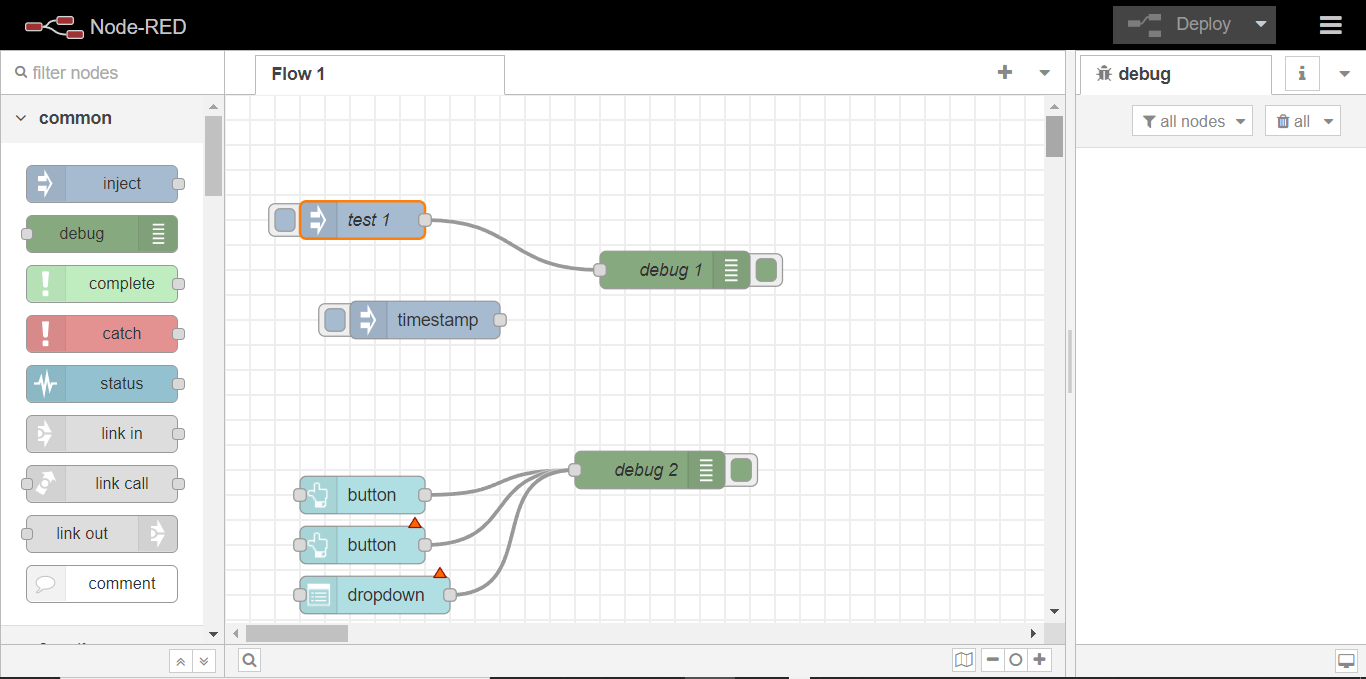 Node-RED
Deploy
filter nodes
Flow 1
debug
common
all nodes
all
inject
debug
complete
catch
status
link in
link call
link out
comment
test 1
debug 1
timestamp
debug 2
button
button
dropdown